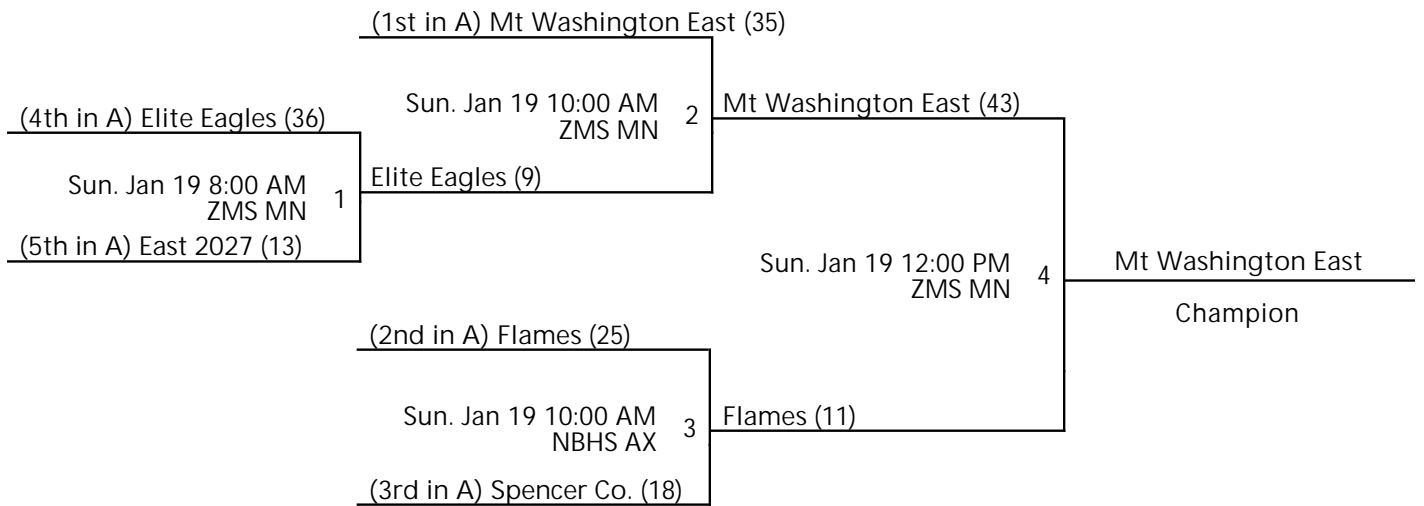 (1st in A) Mt Washington East (35)
(4th in A) Elite Eagles (36)
Sun. Jan 19 10:00 AM
ZMS MN
2
Mt Washington East (43)
Sun. Jan 19 8:00 AM
ZMS MN
1
Elite Eagles (9)
(5th in A) East 2027 (13)
Sun. Jan 19 12:00 PM
ZMS MN
4
Mt Washington East
Champion
(2nd in A) Flames (25)
Sun. Jan 19 10:00 AM
NBHS AX
3
Flames (11)
(3rd in A) Spencer Co. (18)